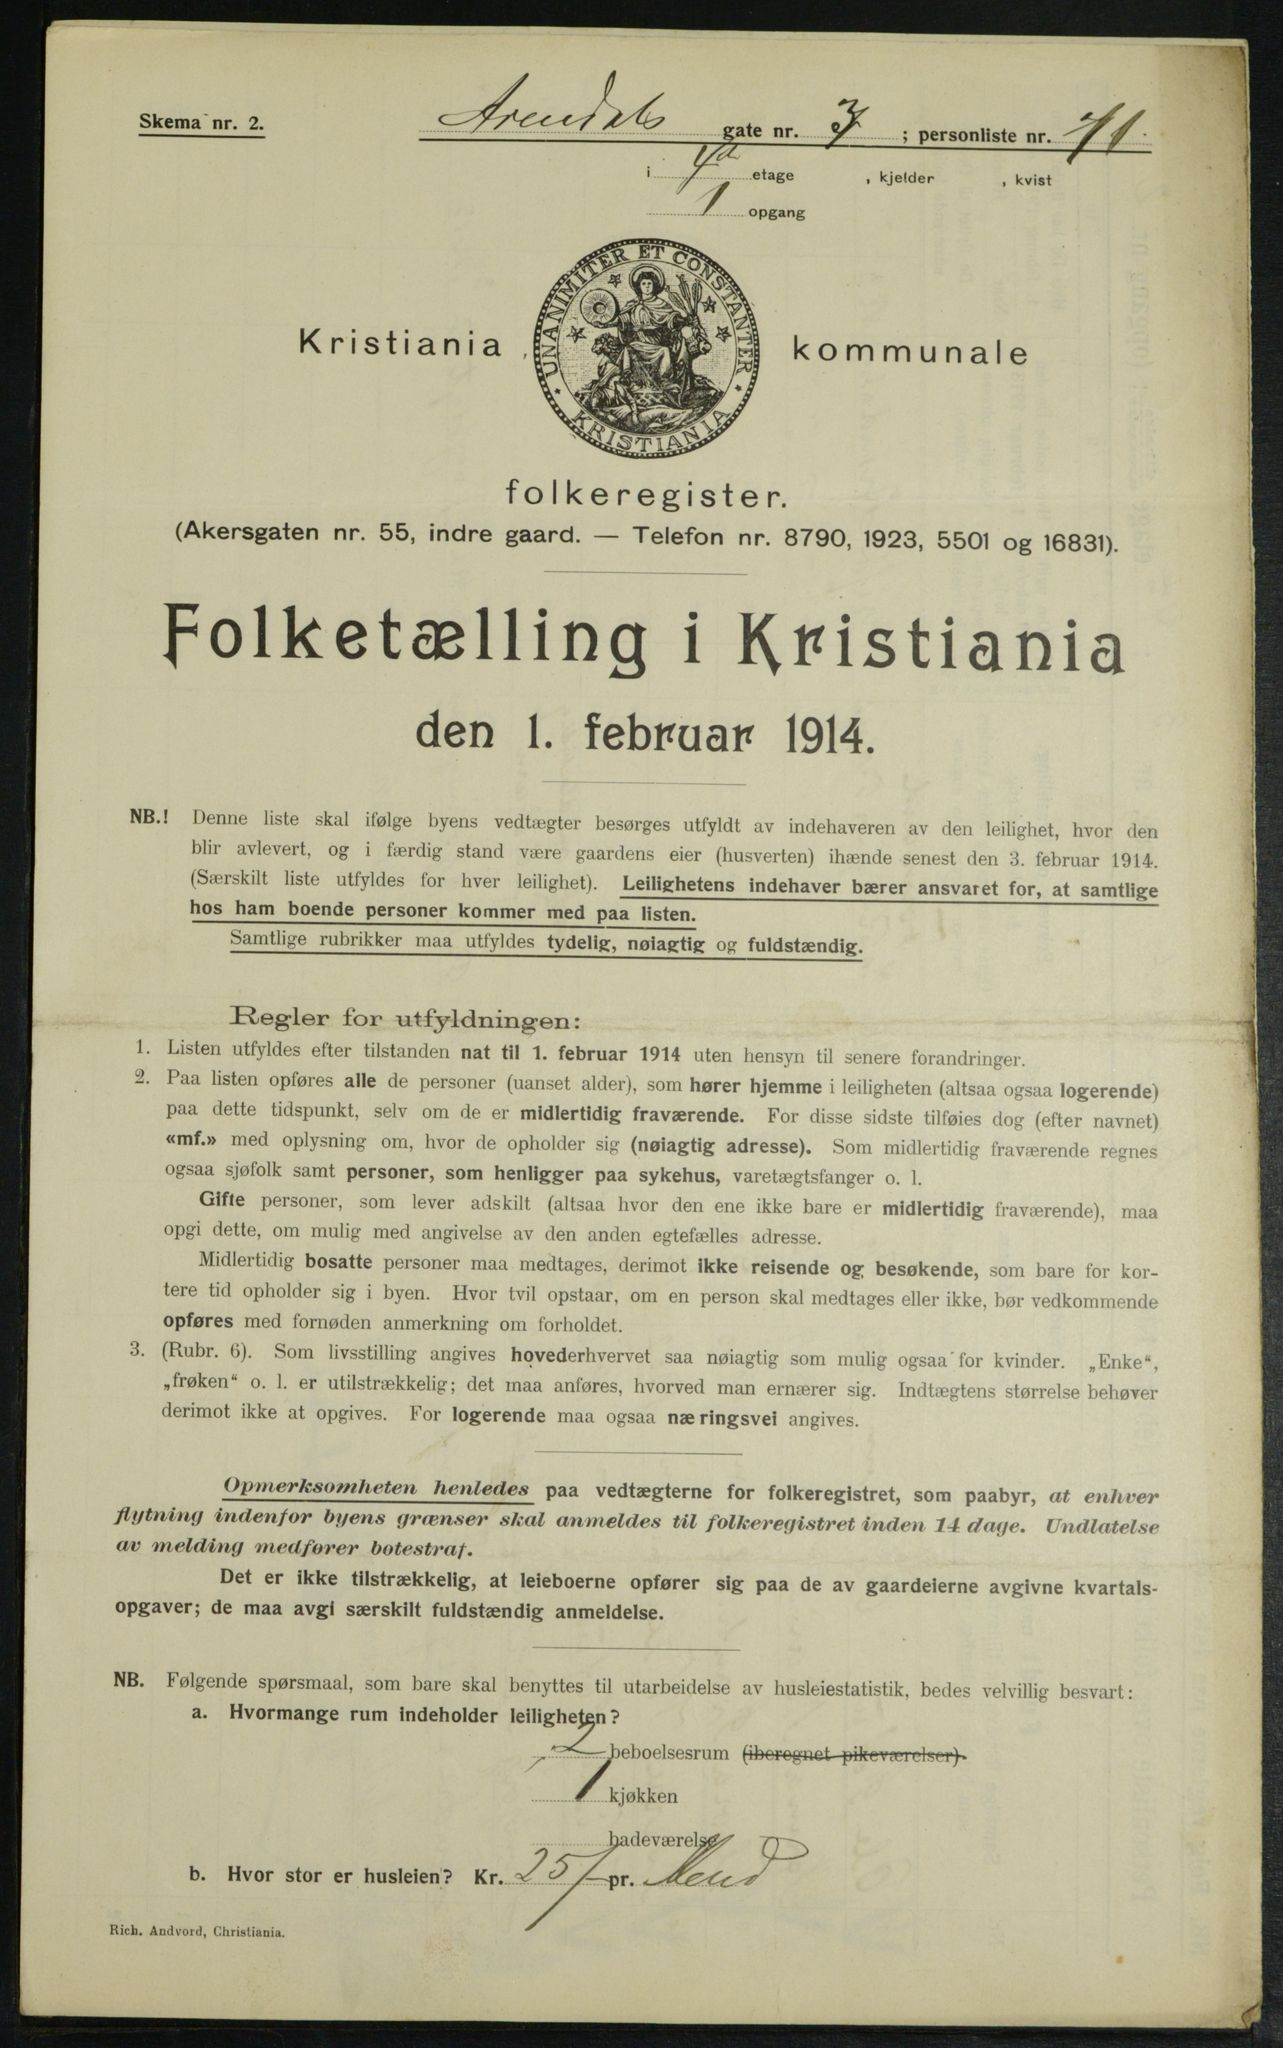 Skema nr. 2.
Arendals gate nr. 3 ; personliste nr. 41
i 4de etage , kjelder , kvist
1 opgang
UNANIMITER ET CONSTANTER
KRISTIANIA
Kristiania kommunale
folkeregister.
(Akersgaten nr. 55, indre gaard. — Telefon nr. 8790, 1923, 5501 og 16831).
Folketælling i Kristiania
den 1. februar 1914.
NB.! Denne liste skal ifølge byens vedtægter besørges utfyldt av indehaveren av den leilighet, hvor den
blir avlevert, og i færdig stand være gaardens eier (husverten) ihænde senest den 3. februar 1914.
(Særskilt liste utfyldes for hver leilighet). Leilighetens indehaver bærer ansvaret for, at samtlige
hos ham boende personer kommer med paa listen.
Samtlige rubrikker maa utfyldes tydelig, nøiagtig og fuldstændig.
Regler for utfyldningen:
1. Listen utfyldes efter tilstanden nat til 1. februar 1914 uten hensyn til senere forandringer.
2. Paa listen opføres alle de personer (uanset alder), som hører hjemme i leiligheten (altsaa ogsaa logerende)
paa dette tidspunkt, selv om de er midlertidig fraværende. For disse sidste tilføies dog (efter navnet)
«mf.» med oplysning om, hvor de opholder sig (nøiagtig adresse). Som midlertidig fraværende regnes
ogsaa sjøfolk samt personer, som henligger paa sykehus, varetægtsfanger o. l.
Gifte personer, som lever adskilt (altsaa hvor den ene ikke bare er midlertidig fraværende), maa
opgi dette, om mulig med angivelse av den anden egtefælles adresse.
Midlertidig bosatte personer maa medtages, derimot ikke reisende og besøkende, som bare for kor-
tere tid opholder sig i byen. Hvor tvil opstaar, om en person skal medtages eller ikke, bør vedkommende
opføres med fornøden anmerkning om forholdet.
3. (Rubr. 6). Som livsstilling angives hovederhvervet saa nøiagtig som mulig ogsaa for kvinder. „Enke“,
„frøken“ o. l. er utilstrækkelig; det maa anføres, hvorved man ernærer sig. Indtægtens størrelse behøver
derimot ikke at opgives. For logerende maa ogsaa næringsvei angives.
Opmerksomheten henledes paa vedtægterne for folkeregistret, som paabyr, at enhver
flytning indenfor byens grænser skal anmeldes til folkeregistret inden 14 dage. Undlatelse
av melding medfører botestraf.
Det er ikke tilstrækkelig, at leieboerne opfører sig paa de av gaardeierne avgivne kvartals-
opgaver; de maa avgi særskilt fuldstændig anmeldelse.
NB. Følgende spørsmaal, som bare skal benyttes til utarbeidelse av husleiestatistik, bedes velvillig besvart:
a. Hvormange rum indeholder leiligheten?
2 beboelsesrum (iberegnet pikeværelser).
1 kjøkken
badeværelse
b. Hvor stor er husleien? Kr. 25/- pr.
Rich. Andvord, Christiania.